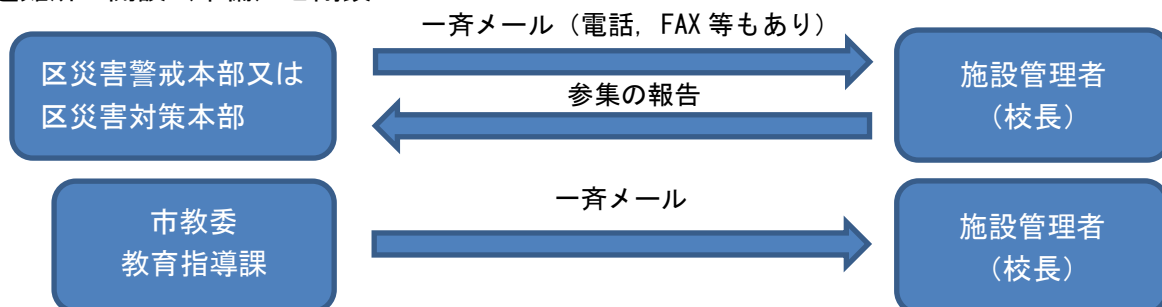 一斉メール（電話，FAX 等もあり）
区災害警戒本部又は
区災害対策本部
施設管理者
（校長）
参集の報告
一斉メール
市教委
教育指導課
施設管理者
（校長）